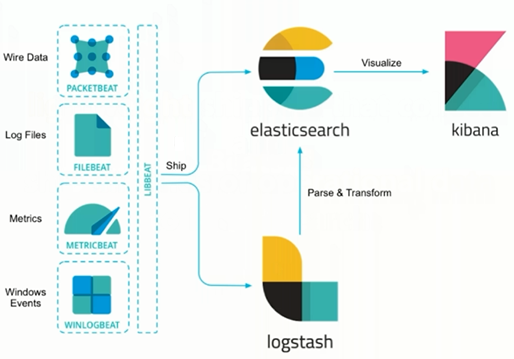 Wire Data
PACKETBEAT
Log Files
FILEBEAT
Metrics
METRICBEAT
Windows
Events
WINLOGBEAT
LIBBEAT
Ship
elasticsearch
Visualize
kibana
Parse & Transform
logstash